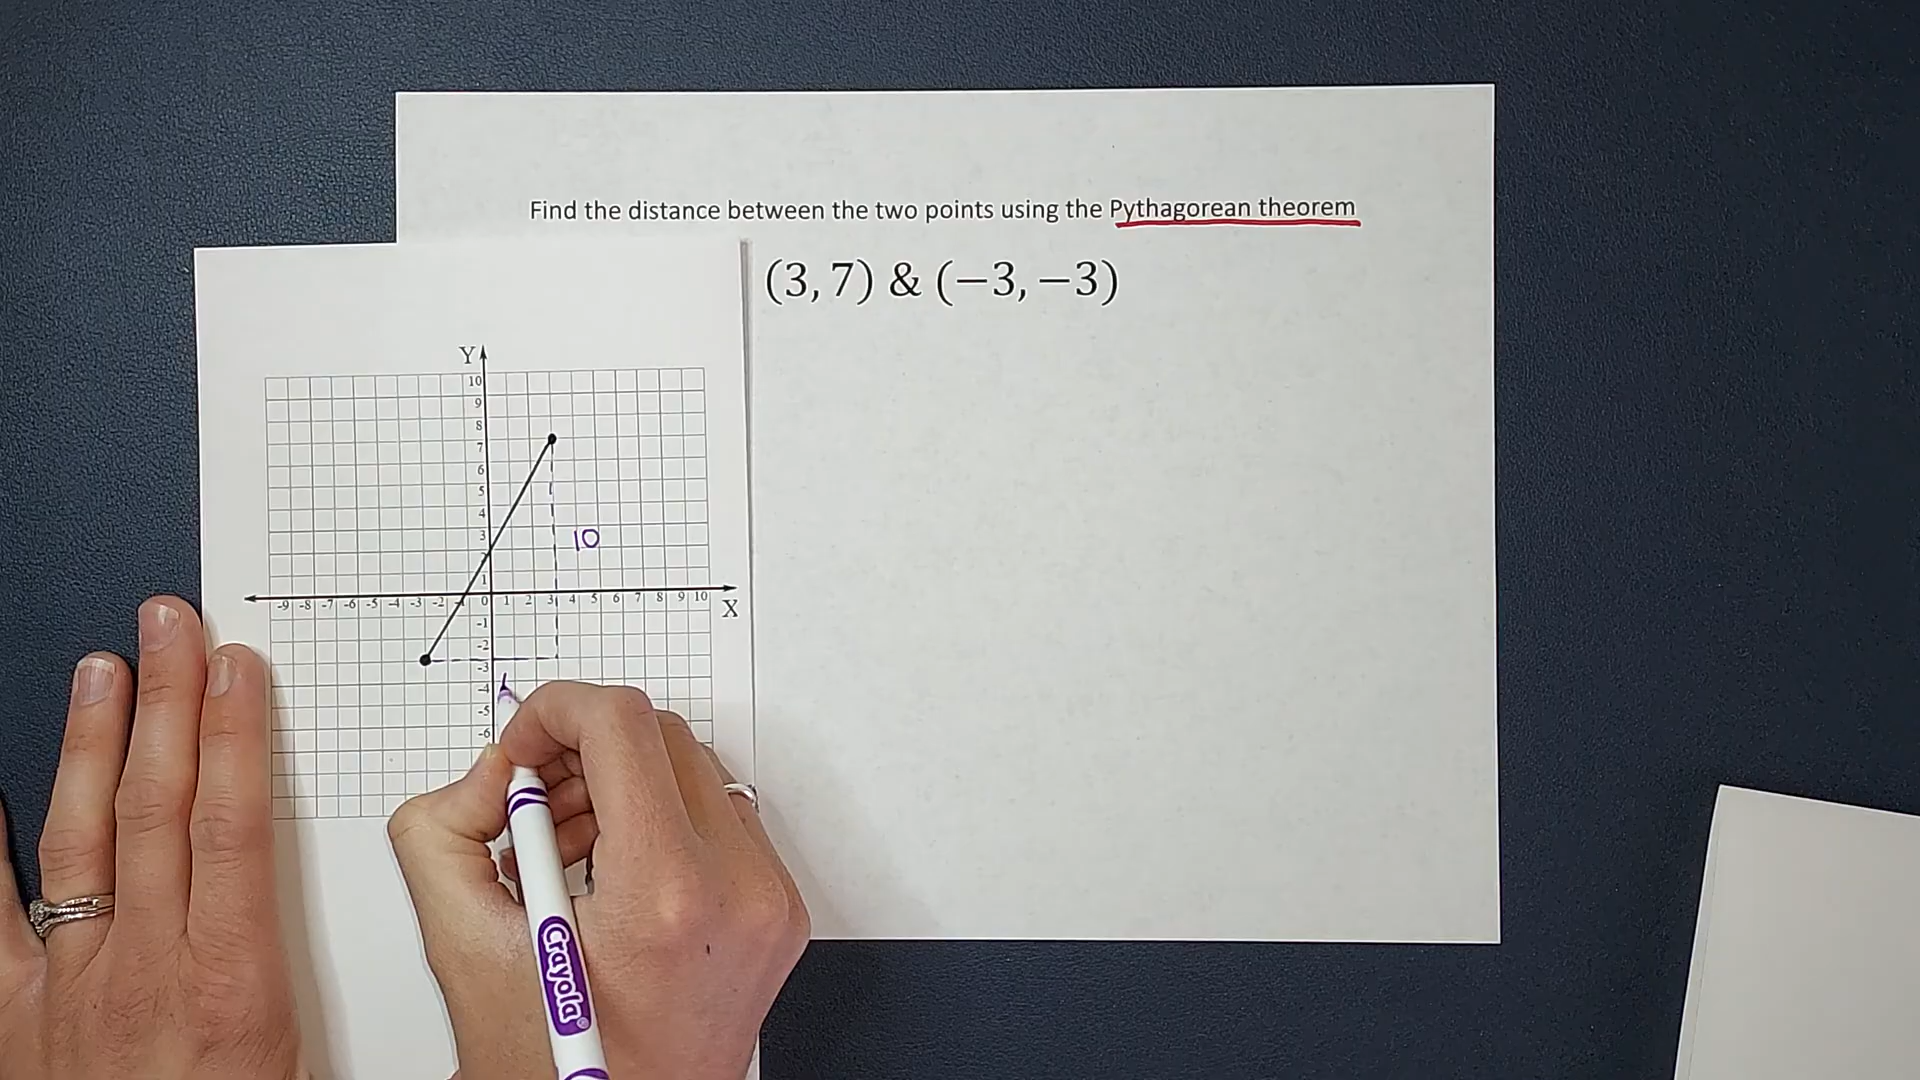 Find the distance between the two points using the Pythagorean theorem
(3, 7) & (−3, −3)
Y
10
9
8
7
6
5
4
3
2
1
10
-9 -8 -7 -6 -5 -4 -3 -2 -1 0 1 2 3 4 5 6 7 8 9 10
X
-1
-2
-3
-4
-5
-6
Crayola®